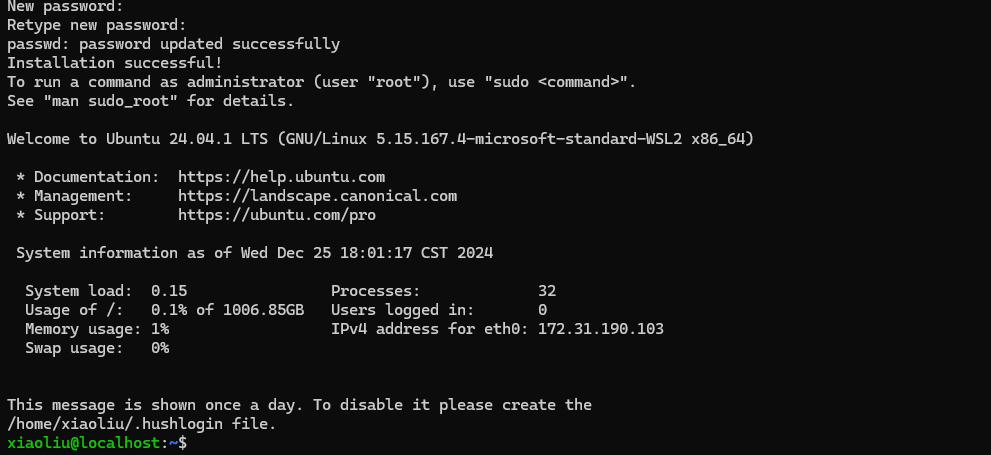 New password:
Retype new password:
passwd: password updated successfully
Installation successful!
To run a command as administrator (user "root"), use "sudo <command>".
See "man sudo_root" for details.
Welcome to Ubuntu 24.04.1 LTS (GNU/Linux 5.15.167.4-microsoft-standard-WSL2 x86_64)
* Documentation:  https://help.ubuntu.com
* Management:     https://landscape.canonical.com
* Support:        https://ubuntu.com/pro
System information as of Wed Dec 25 18:01:17 CST 2024
System load:  0.15                Processes:             32
Usage of /:   0.1% of 1006.85GB   Users logged in:       0
Memory usage: 1%                  IPv4 address for eth0: 172.31.190.103
Swap usage:   0%
This message is shown once a day. To disable it please create the
/home/xiaoliu/.hushlogin file.
xiaoliu@localhost:~$